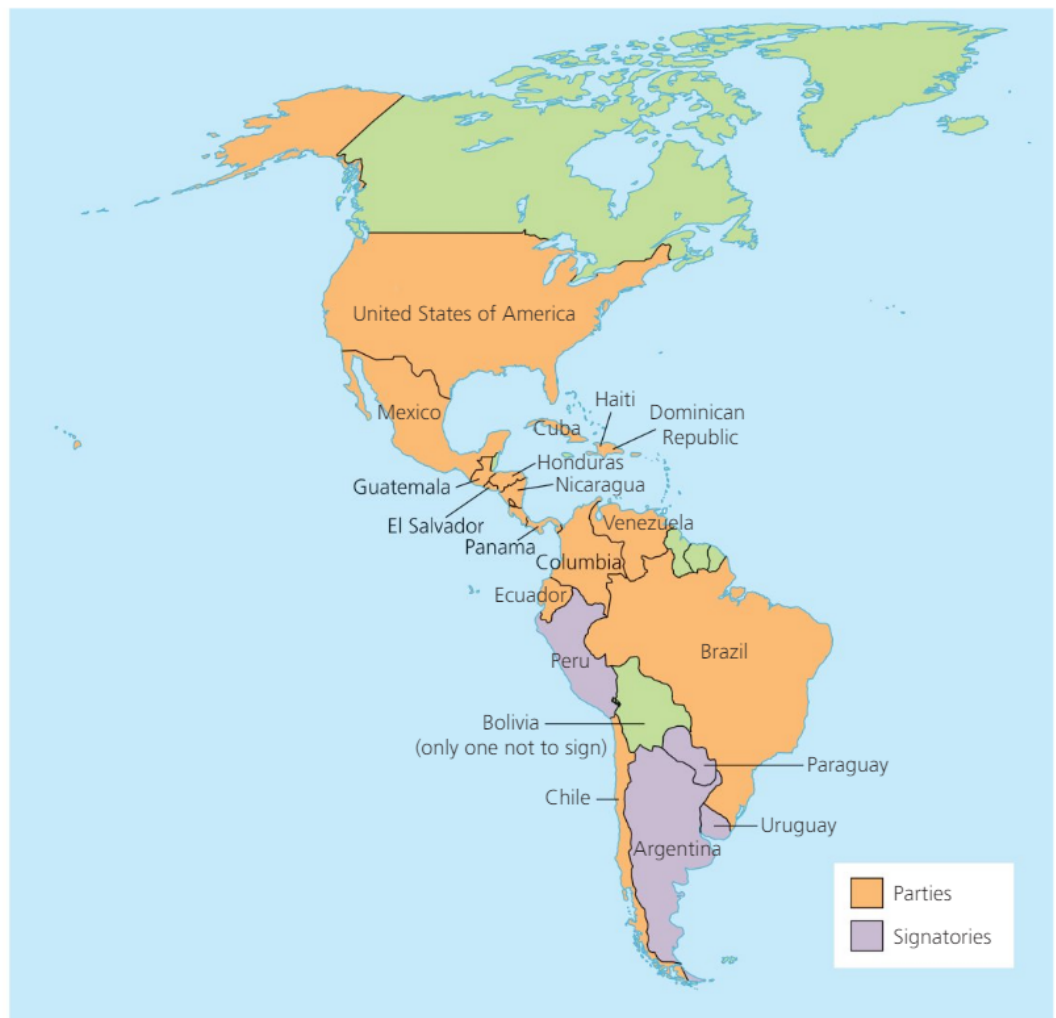 United States of America
Mexico
Cuba
Haiti
Dominican
Republic
Honduras
Guatemala
Nicaragua
El Salvador
Panama
Venezuela
Columbia
Ecuador
Peru
Brazil
Bolivia
(only one not to sign)
Paraguay
Chile
Uruguay
Argentina
Parties
Signatories